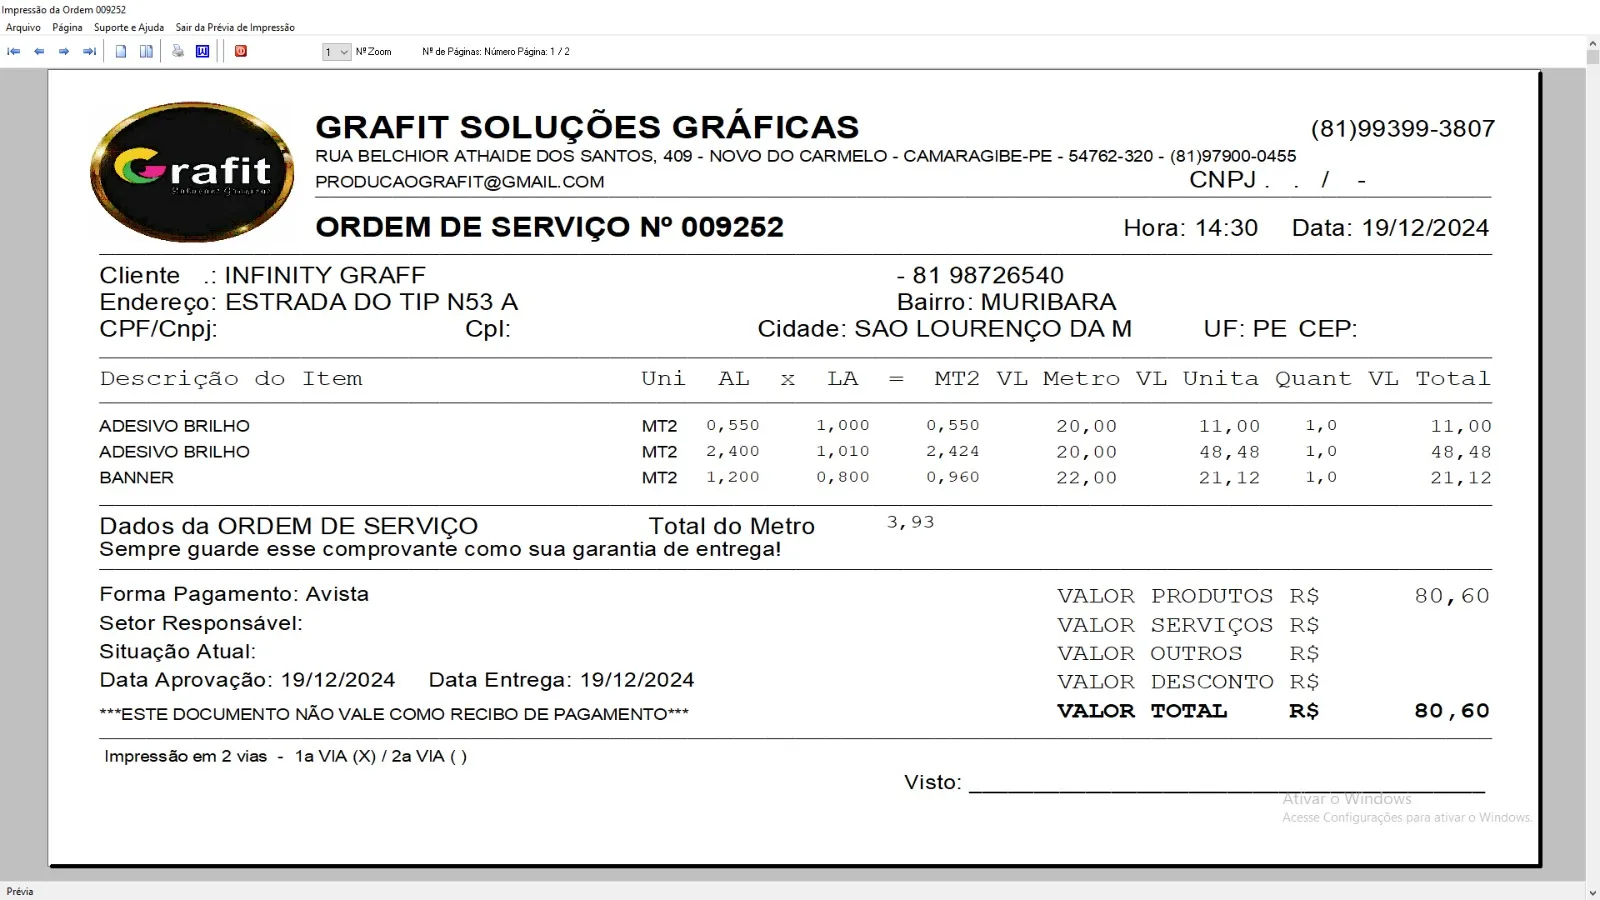 Impressão da Ordem 009252
Arquivo Página Suporte e Ajuda Sair da Prévia de Impressão
1 Nº Zoom Nº de Páginas: Número Página: 1 / 2
Grafit
Soluções Gráficas
GRAFIT SOLUÇÕES GRÁFICAS (81)99399-3807
RUA BELCHIOR ATHAIDE DOS SANTOS, 409 - NOVO DO CARMELO - CAMARAGIBE-PE - 54762-320 - (81)97900-0455
PRODUCAOGRAFIT@GMAIL.COM CNPJ . . / -
ORDEM DE SERVIÇO Nº 009252 Hora: 14:30 Data: 19/12/2024
Cliente .: INFINITY GRAFF - 81 98726540
Endereço: ESTRADA DO TIP N53 A Bairro: MURIBARA
CPF/Cnpj: Cpl: Cidade: SAO LOURENÇO DA M UF: PE CEP:
Descrição do Item Uni AL x LA = MT2 VL Metro VL Unita Quant VL Total
ADESIVO BRILHO MT2 0,550 1,000 0,550 20,00 11,00 1,0 11,00
ADESIVO BRILHO MT2 2,400 1,010 2,424 20,00 48,48 1,0 48,48
BANNER MT2 1,200 0,800 0,960 22,00 21,12 1,0 21,12
Dados da ORDEM DE SERVIÇO Total do Metro 3,93
Sempre guarde esse comprovante como sua garantia de entrega!
Forma Pagamento: Avista VALOR PRODUTOS R$ 80,60
Setor Responsável: VALOR SERVIÇOS R$
Situação Atual: VALOR OUTROS R$
Data Aprovação: 19/12/2024 Data Entrega: 19/12/2024 VALOR DESCONTO R$
***ESTE DOCUMENTO NÃO VALE COMO RECIBO DE PAGAMENTO*** VALOR TOTAL R$ 80,60
Impressão em 2 vias - 1a VIA (X) / 2a VIA ( )
Visto:
Ativar o Windows
Acesse Configurações para ativar o Windows.
Prévia